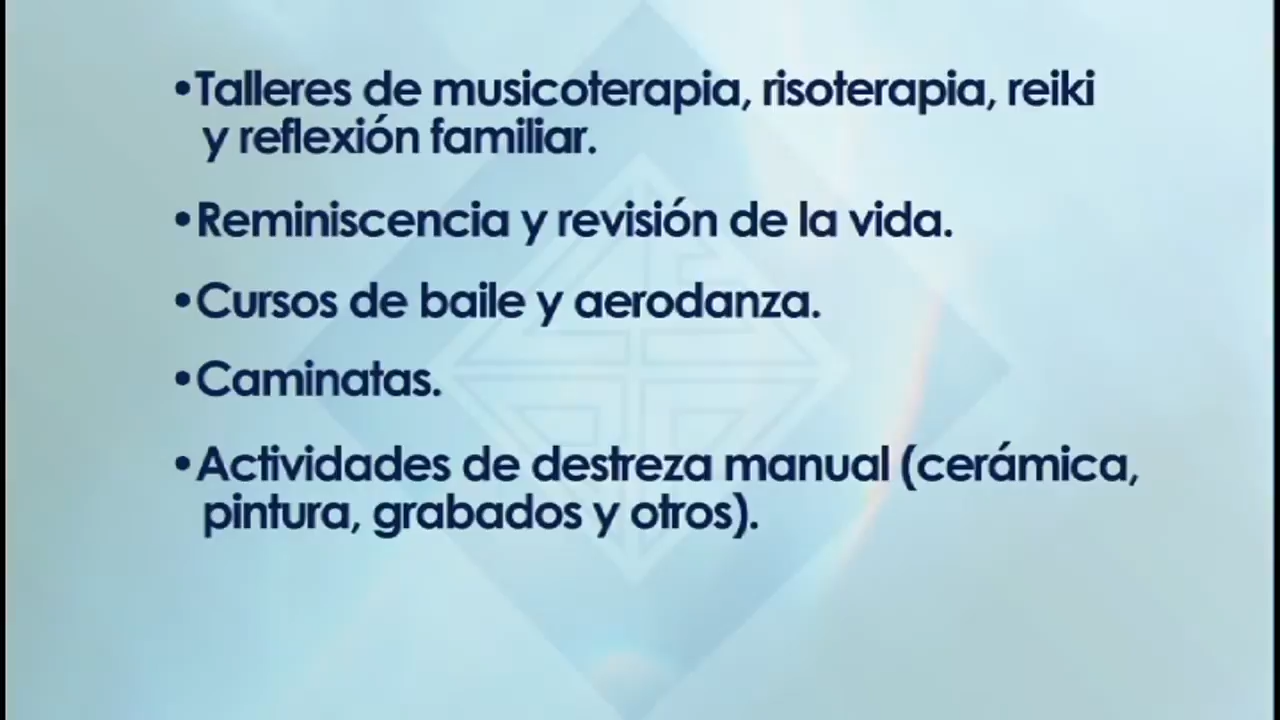 •Talleres de musicoterapia, risoterapia, reiki
y reflexión familiar.
•Reminiscencia y revisión de la vida.
•Cursos de baile y aerodanza.
•Caminatas.
•Actividades de destreza manual (cerámica,
pintura, grabados y otros).